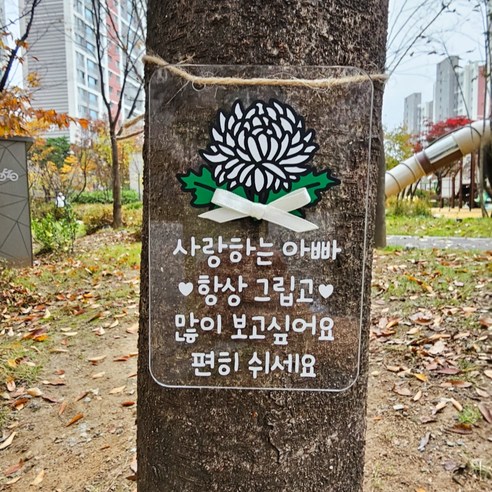 사랑하는 아빠
♥항상 그립고♥
많이 보고싶어요
편히 쉬세요